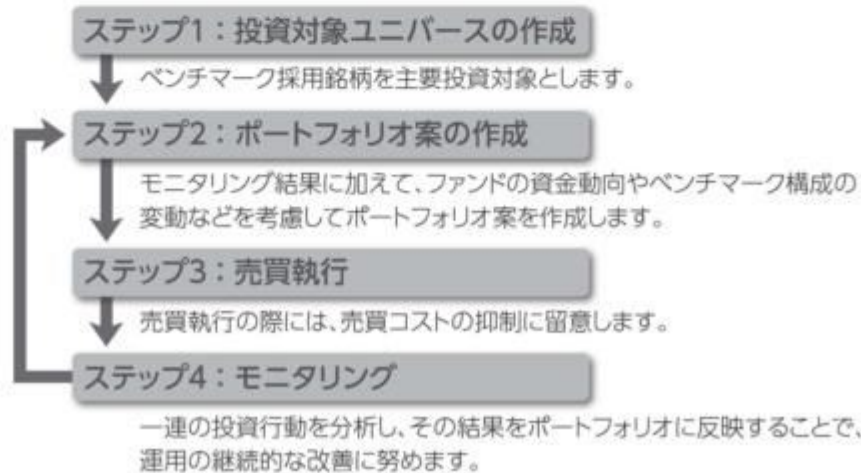 ステップ1：投資対象ユニバースの作成
ベンチマーク採用銘柄を主要投資対象とします。
ステップ2：ポートフォリオ案の作成
モニタリング結果に加えて、ファンドの資金動向やベンチマーク構成の
変動などを考慮してポートフォリオ案を作成します。
ステップ3：売買執行
売買執行の際には、売買コストの抑制に留意します。
ステップ4：モニタリング
一連の投資行動を分析し、その結果をポートフォリオに反映することで、
運用の継続的な改善に努めます。